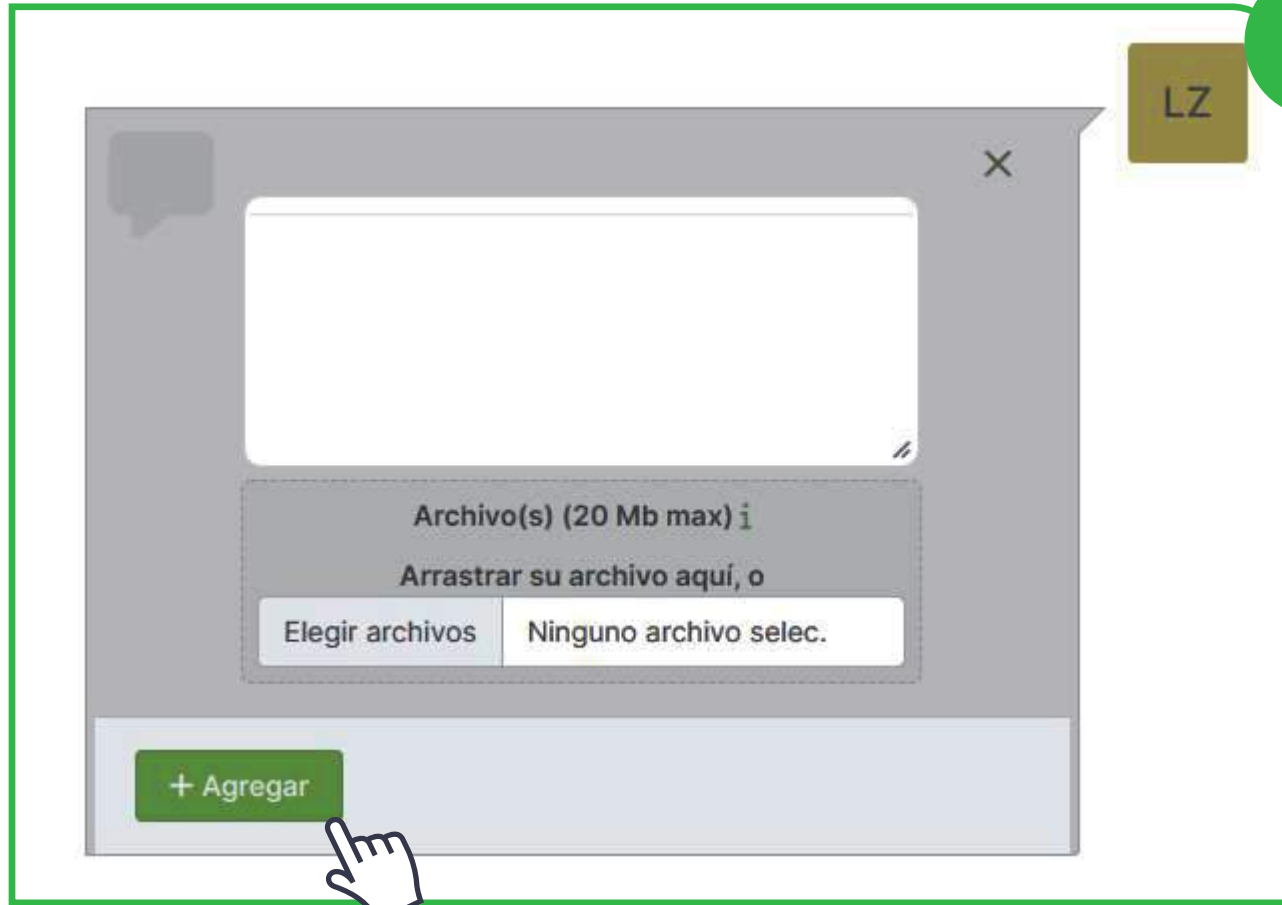 LZ
Archivo(s) (20 Mb max) i
Arrastrar su archivo aquí, o
Elegir archivos Ninguno archivo selec.
+ Agregar